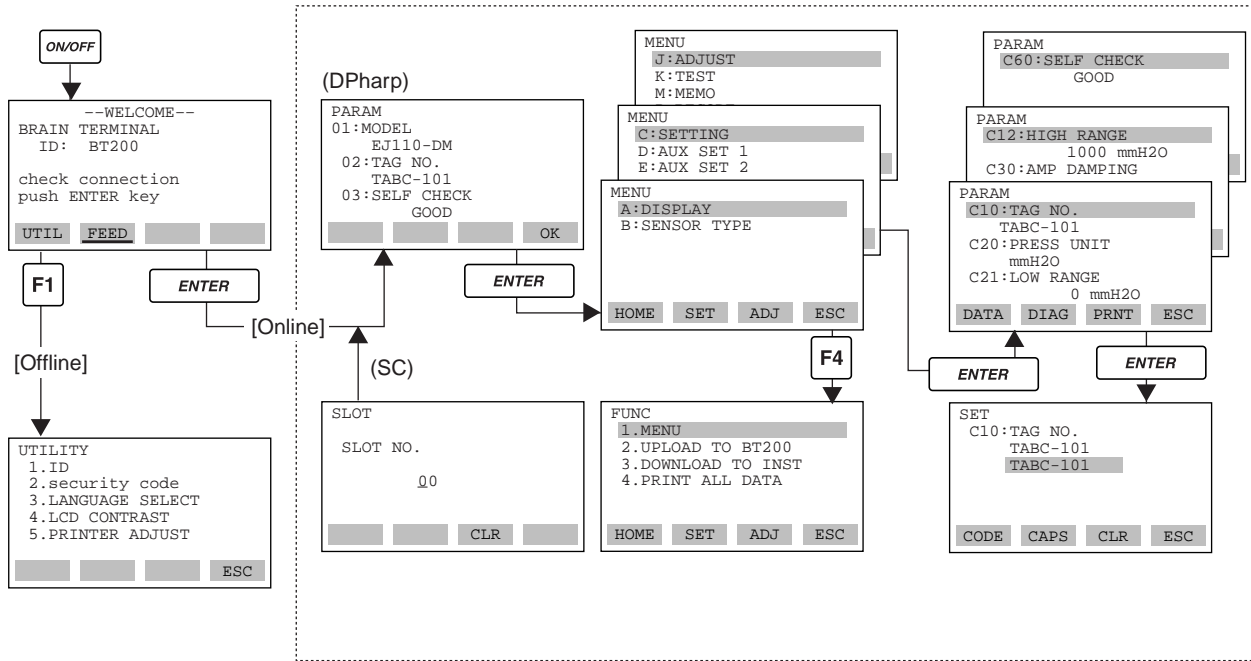 ON/OFF
--WELCOME--
BRAIN TERMINAL
ID: BT200
check connection
push ENTER key
UTIL FEED
F1
ENTER
[Offline]
[Online]
UTILITY
1.ID
2.security code
3.LANGUAGE SELECT
4.LCD CONTRAST
5.PRINTER ADJUST
ESC
(DPharp)
PARAM
01:MODEL
EJ110-DM
02:TAG NO.
TABC-101
03:SELF CHECK
GOOD
OK
ENTER
(SC)
SLOT
SLOT NO.
00
CLR
MENU
J:ADJUST
K:TEST
M:MEMO
MENU
C:SETTING
D:AUX SET 1
E:AUX SET 2
MENU
A:DISPLAY
B:SENSOR TYPE
HOME SET ADJ ESC
F4
FUNC
1.MENU
2.UPLOAD TO BT200
3.DOWNLOAD TO INST
4.PRINT ALL DATA
HOME SET ADJ ESC
ENTER
PARAM
C60:SELF CHECK
GOOD
PARAM
C12:HIGH RANGE
1000 mmH2O
C30:AMP DAMPING
PARAM
C10:TAG NO.
TABC-101
C20:PRESS UNIT
mmH2O
C21:LOW RANGE
0 mmH2O
DATA DIAG PRNT ESC
ENTER
SET
C10:TAG NO.
TABC-101
TABC-101
CODE CAPS CLR ESC